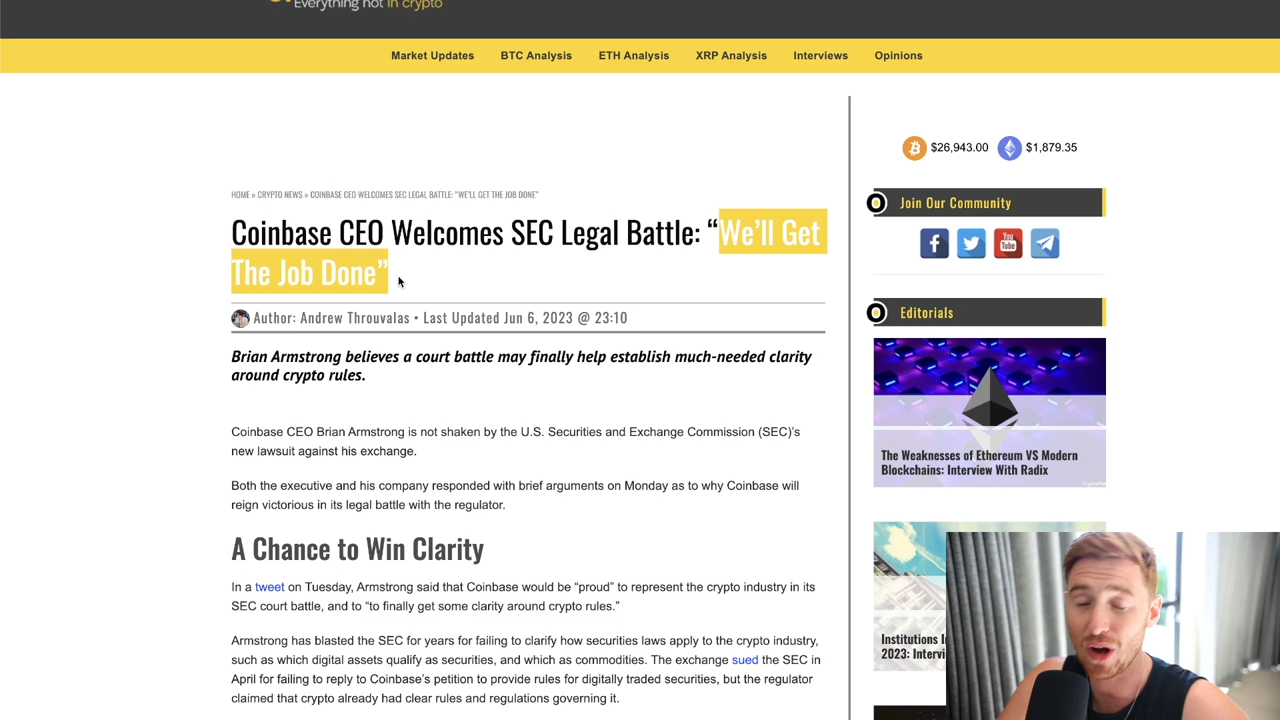 Everything not in crypto
Market Updates BTC Analysis ETH Analysis XRP Analysis Interviews Opinions
$26,943.00 $1,879.35
HOME » CRYPTO NEWS » COINBASE CEO WELCOMES SEC LEGAL BATTLE: “WE’LL GET THE JOB DONE”
Coinbase CEO Welcomes SEC Legal Battle: “We’ll Get
The Job Done”
Author: Andrew Throuvalas • Last Updated Jun 6, 2023 @ 23:10
Brian Armstrong believes a court battle may finally help establish much-needed clarity
around crypto rules.
Coinbase CEO Brian Armstrong is not shaken by the U.S. Securities and Exchange Commission (SEC)’s
new lawsuit against his exchange.
Both the executive and his company responded with brief arguments on Monday as to why Coinbase will
reign victorious in its legal battle with the regulator.
A Chance to Win Clarity
In a tweet on Tuesday, Armstrong said that Coinbase would be “proud” to represent the crypto industry in its
SEC court battle, and to “to finally get some clarity around crypto rules.”
Armstrong has blasted the SEC for years for failing to clarify how securities laws apply to the crypto industry,
such as which digital assets qualify as securities, and which as commodities. The exchange sued the SEC in
April for failing to reply to Coinbase’s petition to provide rules for digitally traded securities, but the regulator
claimed that crypto already had clear rules and regulations governing it.
Join Our Community
You
Tube
Editorials
The Weaknesses of Ethereum VS Modern
Blockchains: Interview With Radix
Institutions
2023: Intervi